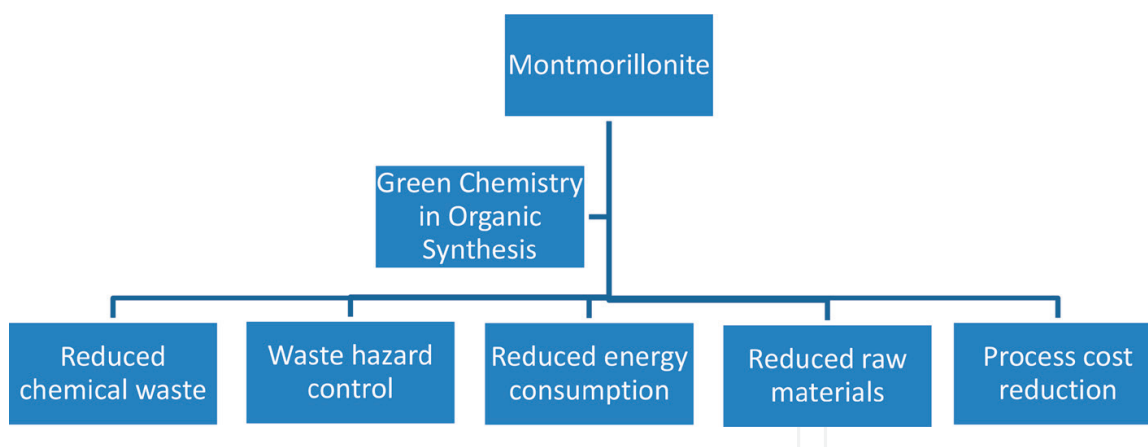 Montmorillonite
Green Chemistry
in Organic
Synthesis
Reduced
chemical waste
Waste hazard
control
Reduced energy
consumption
Reduced raw
materials
Process cost
reduction